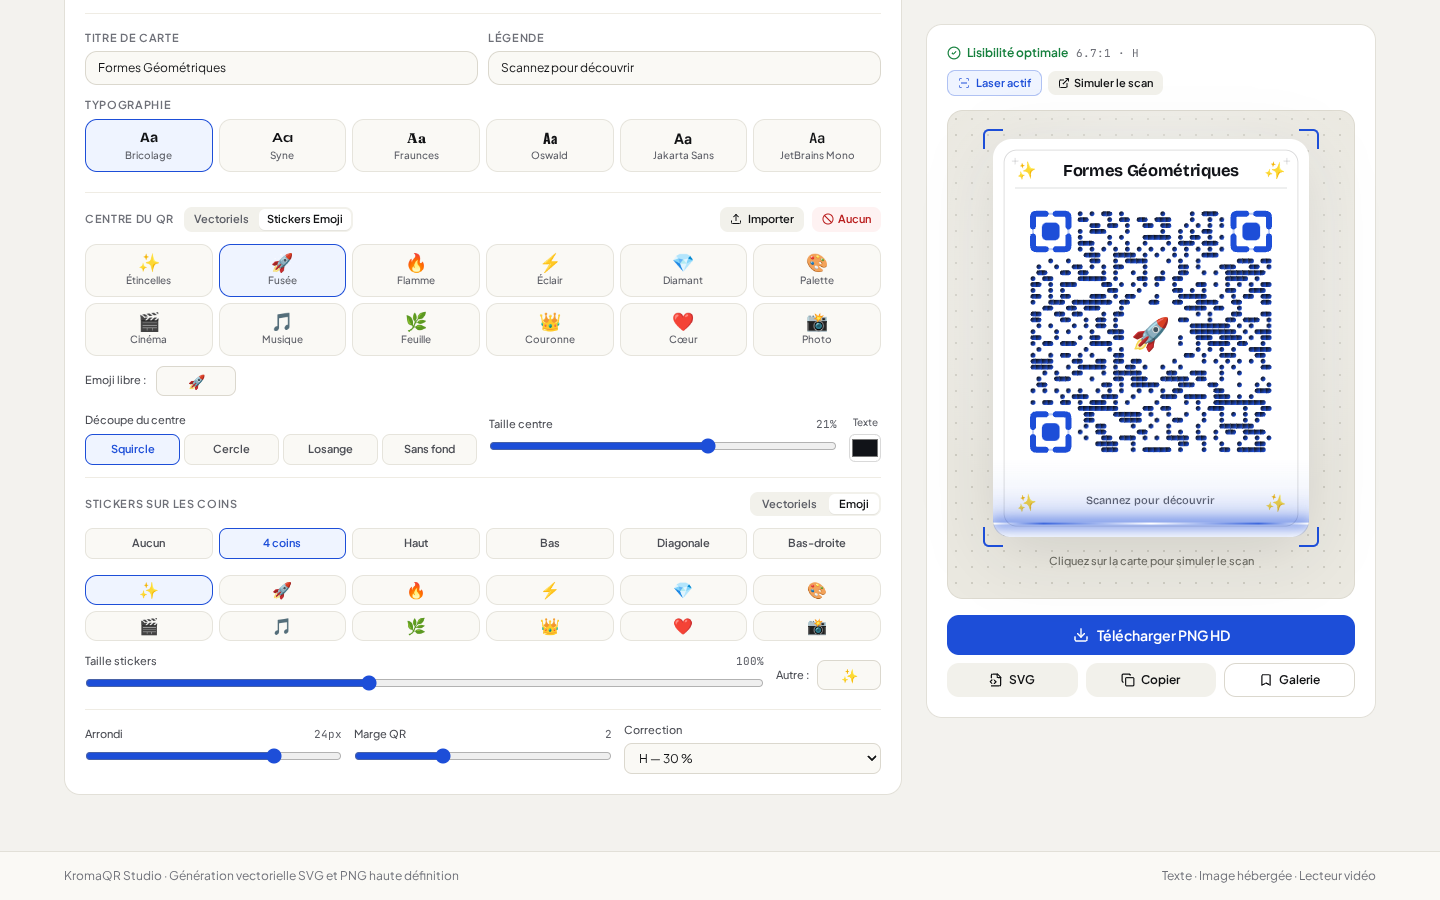 TITRE DE CARTE
LÉGENDE
Formes Géométriques
Scannez pour découvrir
TYPOGRAPHIE
Aa
Bricolage
Aa
Syne
Aa
Fraunces
Aa
Oswald
Aa
Jakarta Sans
Aa
JetBrains Mono
CENTRE DU QR
Vectoriels
Stickers Emoji
Importer
Aucun
Étincelles
Fusée
Flamme
Éclair
Diamant
Palette
Cinéma
Musique
Feuille
Couronne
Cœur
Photo
Emoji libre :
Découpe du centre
Squircle
Cercle
Losange
Sans fond
Taille centre
21%
Texte
STICKERS SUR LES COINS
Vectoriels
Emoji
Aucun
4 coins
Haut
Bas
Diagonale
Bas-droite
Taille stickers
100%
Autre :
Arrondi
24px
Marge QR
2
Correction
H — 30 %
Lisibilité optimale 6.7:1 · H
Laser actif
Simuler le scan
Formes Géométriques
Scannez pour découvrir
Cliquez sur la carte pour simuler le scan
Télécharger PNG HD
SVG
Copier
Galerie
KromaQR Studio · Génération vectorielle SVG et PNG haute définition
Texte · Image hébergée · Lecteur vidéo